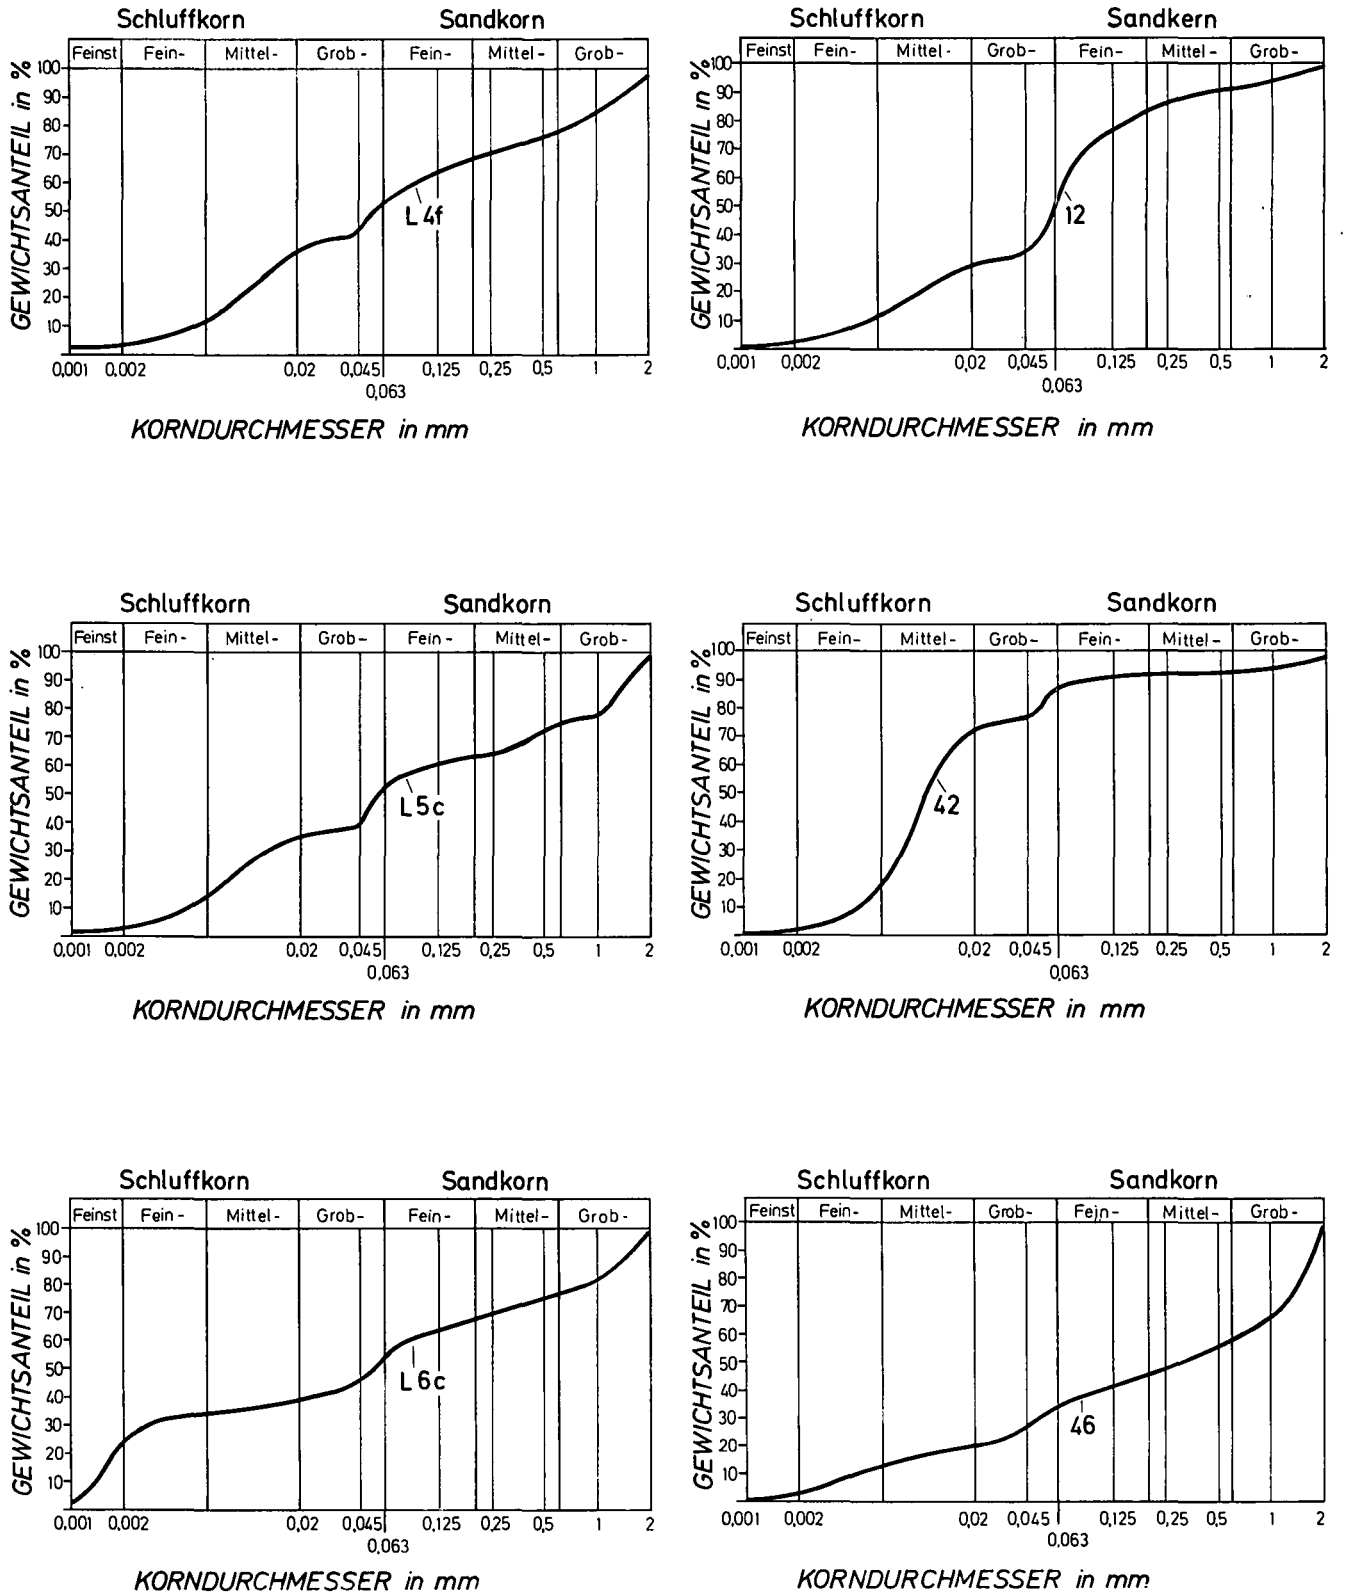 Schluffkorn Sandkorn
Feinst Fein- Mittel- Grob- Fein- Mittel- Grob-
GEWICHTSANTEIL in %
100
90
80
70
60
50
40
30
20
10
L 4f
0,001 0,002 0,02 0,045 0,125 0,25 0,5 1 2
0,063
KORNDURCHMESSER in mm
Schluffkorn Sandkern
Feinst Fein- Mittel- Grob- Fein- Mittel- Grob-
GEWICHTSANTEIL in %
100
90
80
70
60
50
40
30
20
10
12
0,001 0,002 0,02 0,045 0,125 0,25 0,5 1 2
0,063
KORNDURCHMESSER in mm
Schluffkorn Sandkorn
Feinst Fein- Mittel- Grob- Fein- Mittel- Grob-
GEWICHTSANTEIL in %
100
90
80
70
60
50
40
30
20
10
L 5c
0,001 0,002 0,02 0,045 0,125 0,25 0,5 1 2
0,063
KORNDURCHMESSER in mm
Schluffkorn Sandkorn
Feinst Fein- Mittel- Grob- Fein- Mittel- Grob-
GEWICHTSANTEIL in %
100
90
80
70
60
50
40
30
20
10
42
0,001 0,002 0,02 0,045 0,125 0,25 0,5 1 2
0,063
KORNDURCHMESSER in mm
Schluffkorn Sandkorn
Feinst Fein- Mittel- Grob- Fein- Mittel- Grob-
GEWICHTSANTEIL in %
100
90
80
70
60
50
40
30
20
10
L 6c
0,001 0,002 0,02 0,045 0,125 0,25 0,5 1 2
0,063
KORNDURCHMESSER in mm
Schluffkorn Sandkorn
Feinst Fein- Mittel- Grob- Fein- Mittel- Grob-
GEWICHTSANTEIL in %
100
90
80
70
60
50
40
30
20
10
46
0,001 0,002 0,02 0,045 0,125 0,25 0,5 1 2
0,063
KORNDURCHMESSER in mm